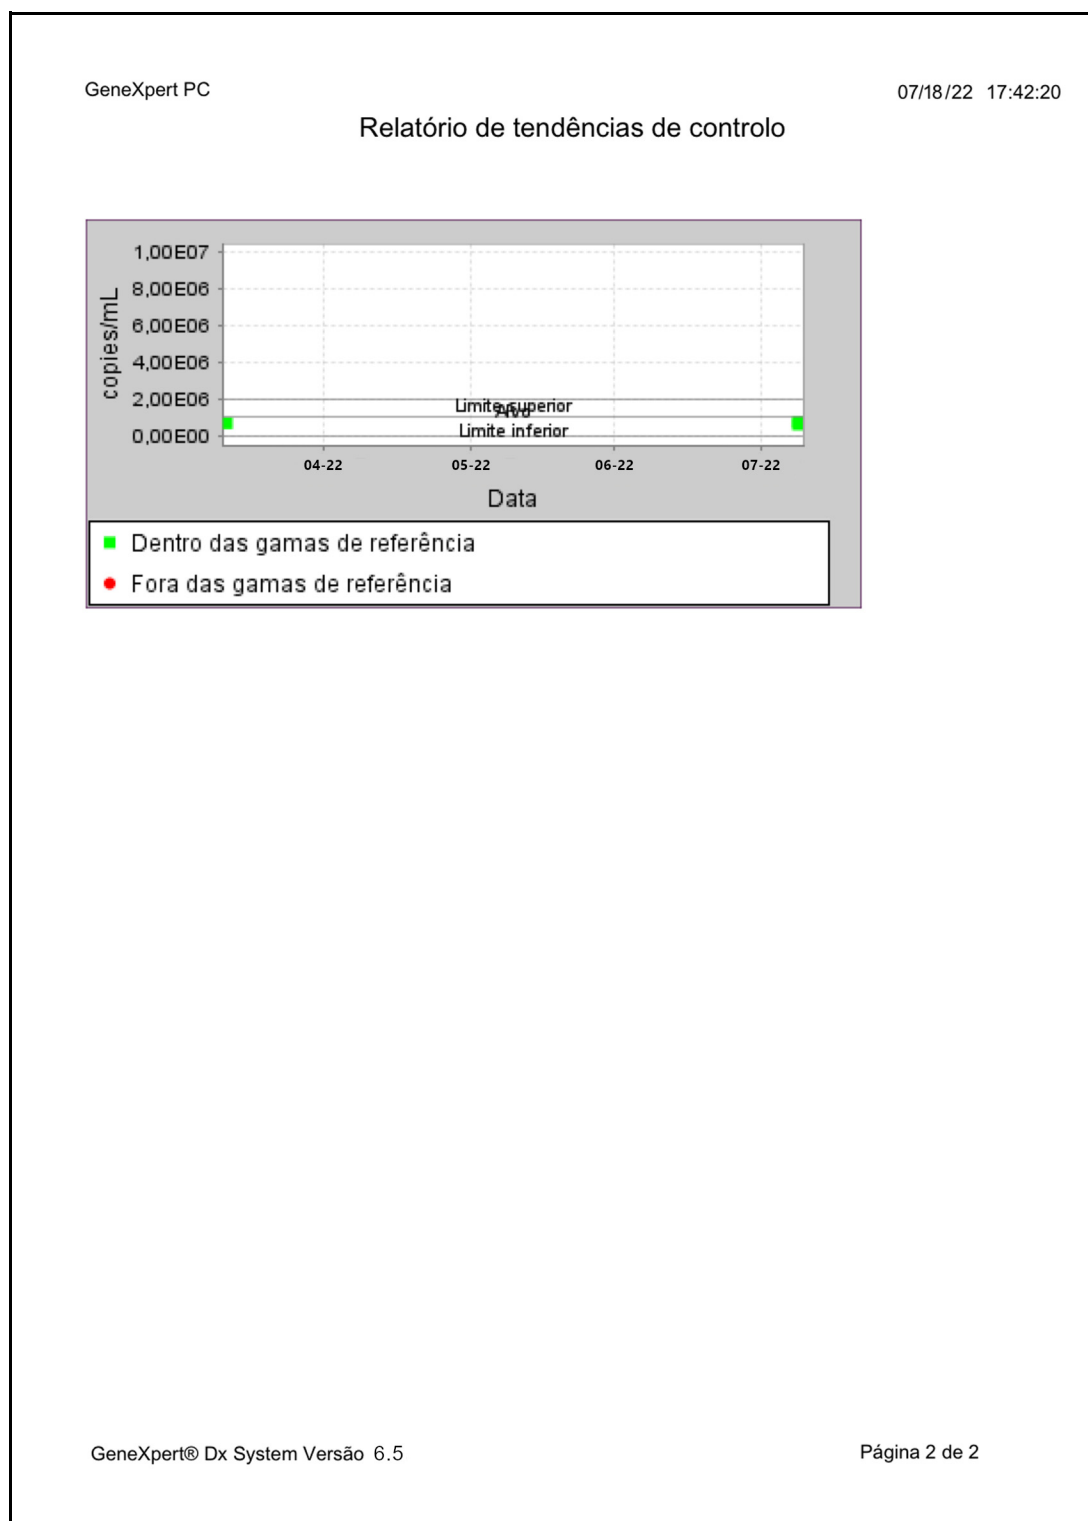 GeneXpert PC
07/18/22 17:42:20
Relatório de tendências de controlo
copies/mL
1,00E07
8,00E06
6,00E06
4,00E06
2,00E06
0,00E00
Limite superior
Alvo
Limite inferior
04-22 05-22 06-22 07-22
Data
Dentro das gamas de referência
Fora das gamas de referência
GeneXpert® Dx System Versão 6.5
Página 2 de 2